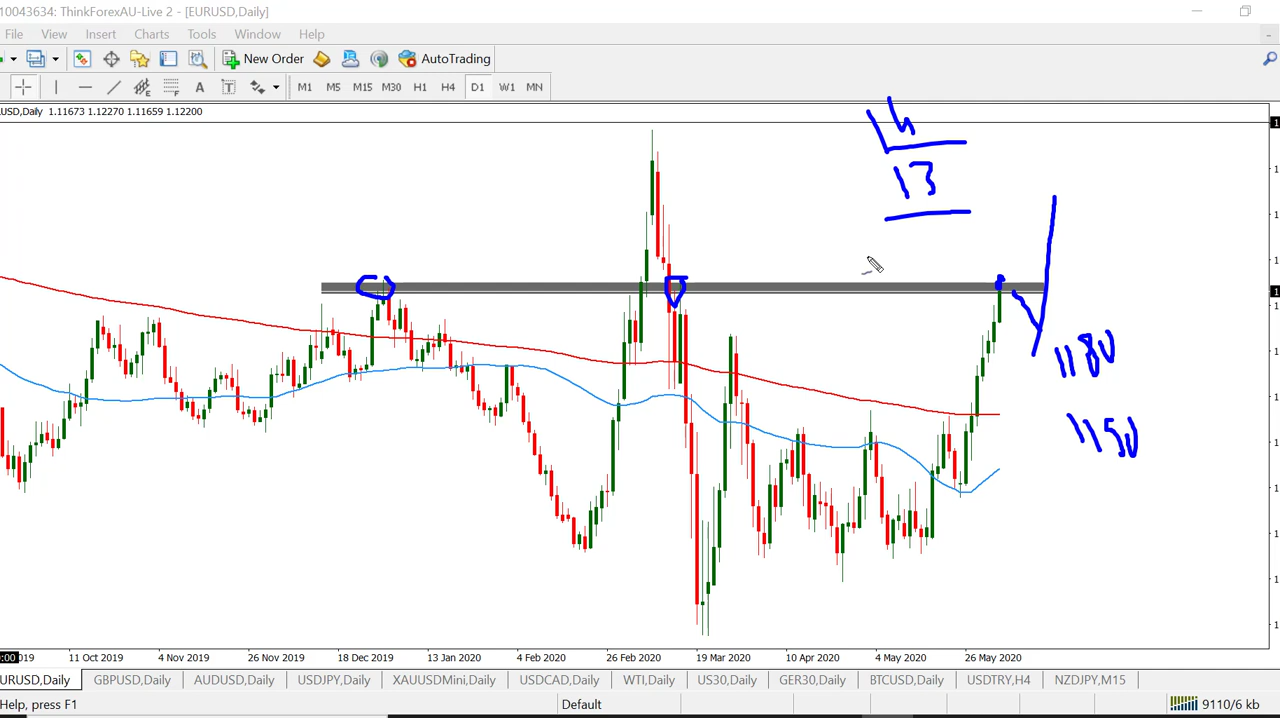 10043634: ThinkForexAU-Live 2 - [EURUSD,Daily]
File View Insert Charts Tools Window Help
New Order AutoTrading
A T M1 M5 M15 M30 H1 H4 D1 W1 MN
USD,Daily 1.11673 1.12270 1.11659 1.12200
14
13
1180
1150
11 Oct 2019 4 Nov 2019 26 Nov 2019 18 Dec 2019 13 Jan 2020 4 Feb 2020 26 Feb 2020 19 Mar 2020 10 Apr 2020 4 May 2020 26 May 2020
URUSD,Daily GBPUSD,Daily AUDUSD,Daily USDJPY,Daily XAUUSDMini,Daily USDCAD,Daily WTI,Daily US30,Daily GER30,Daily BTCUSD,Daily USDTRY,H4 NZDJPY,M15
Help, press F1 Default 9110/6 kb